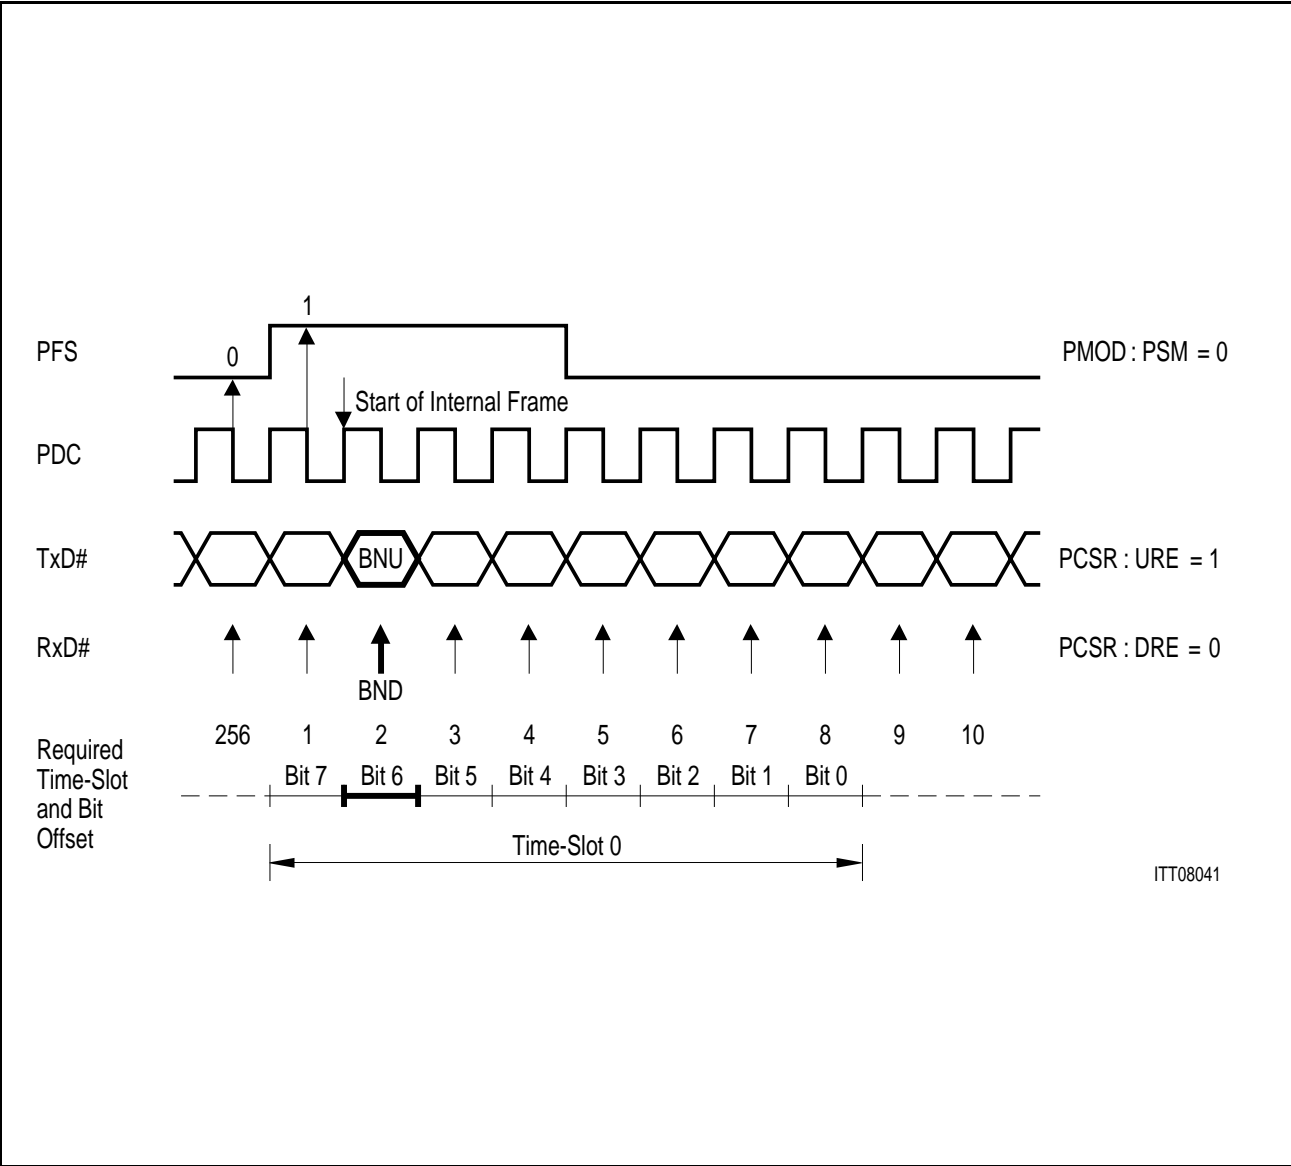 1
PFS
0
PMOD : PSM = 0
Start of Internal Frame
PDC
TxD#
BNU
PCSR : URE = 1
RxD#
PCSR : DRE = 0
BND
Required
Time-Slot
and Bit
Offset
256 1 2 3 4 5 6 7 8 9 10
Bit 7 Bit 6 Bit 5 Bit 4 Bit 3 Bit 2 Bit 1 Bit 0
Time-Slot 0
ITT08041